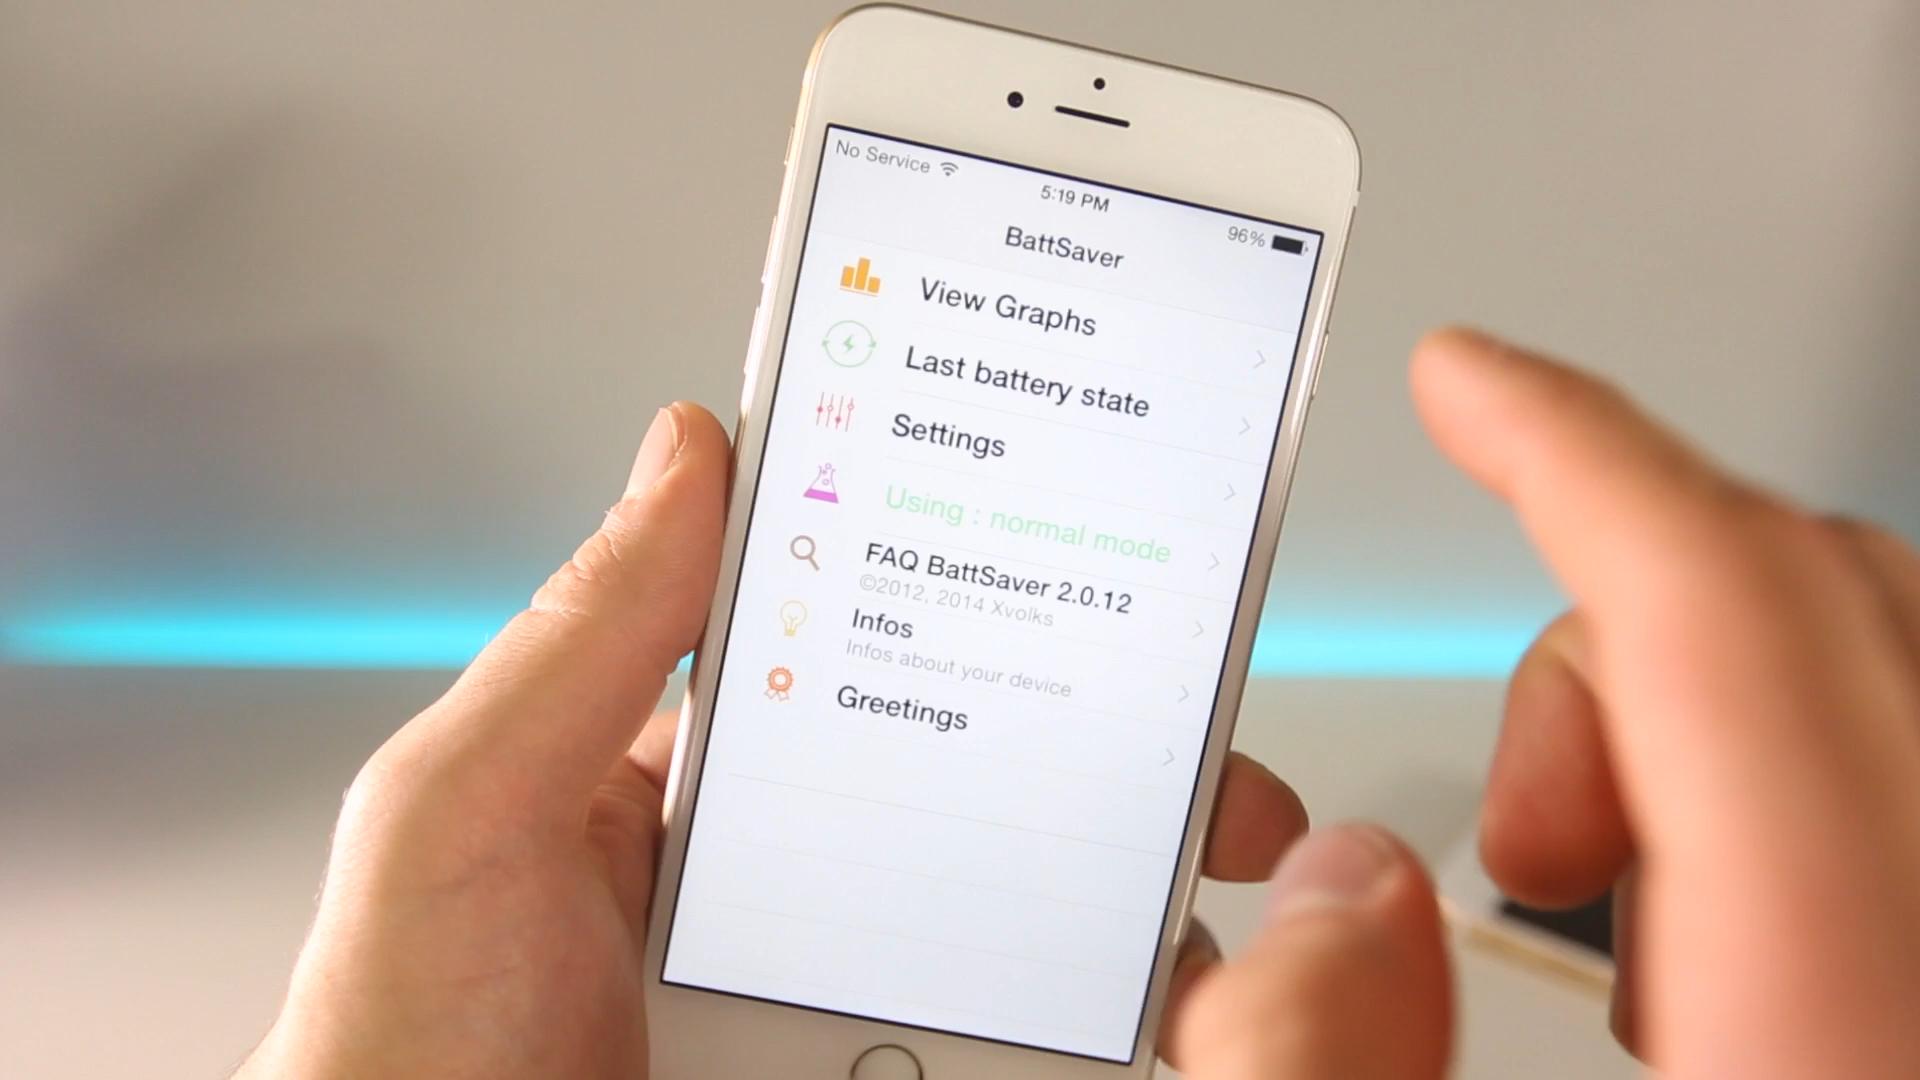 No Service
5:19 PM
96%
BattSaver
View Graphs
Last battery state
Settings
Using : normal mode
FAQ BattSaver 2.0.12
©2012, 2014 Xvolks
Infos
Infos about your device
Greetings